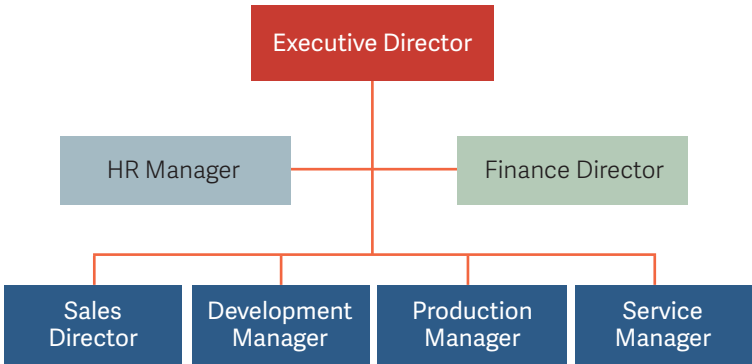 Executive Director
HR Manager
Finance Director
Sales
Director
Development
Manager
Production
Manager
Service
Manager